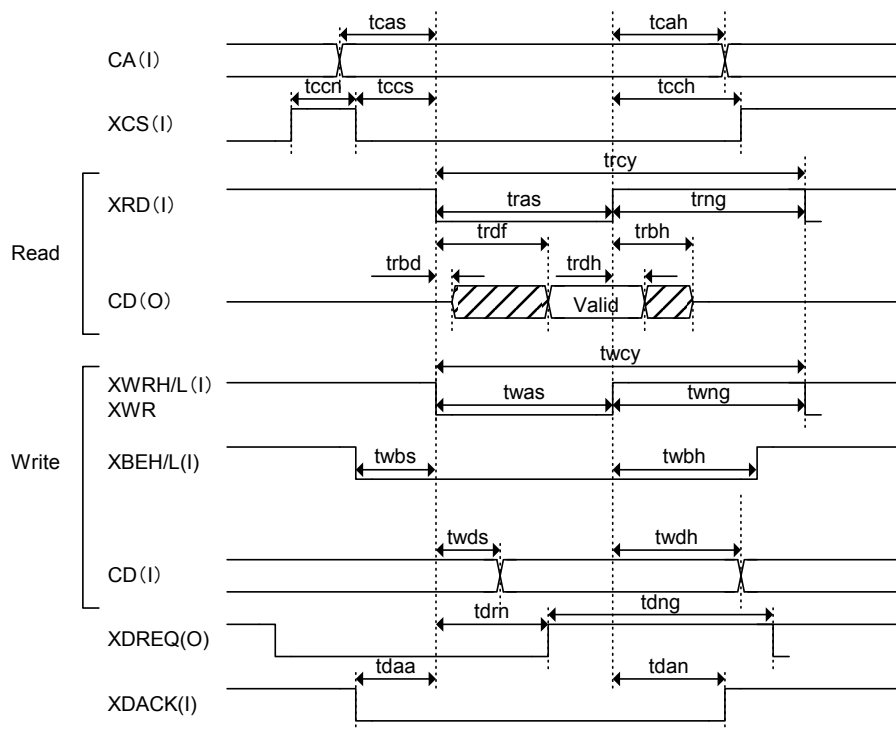 tcas tcah
CA(I)
tccn tccs tcch
XCS(I)
trcy
XRD(I) tras trng
Read trdf trbh
trbd trdh
CD(O) Valid
twcy
XWRH/L(I) twas twng
XWR
Write XBEH/L(I) twbs twbh
twds twdh
CD(I)
tdrn tdng
XDREQ(O)
tdaa tdan
XDACK(I)